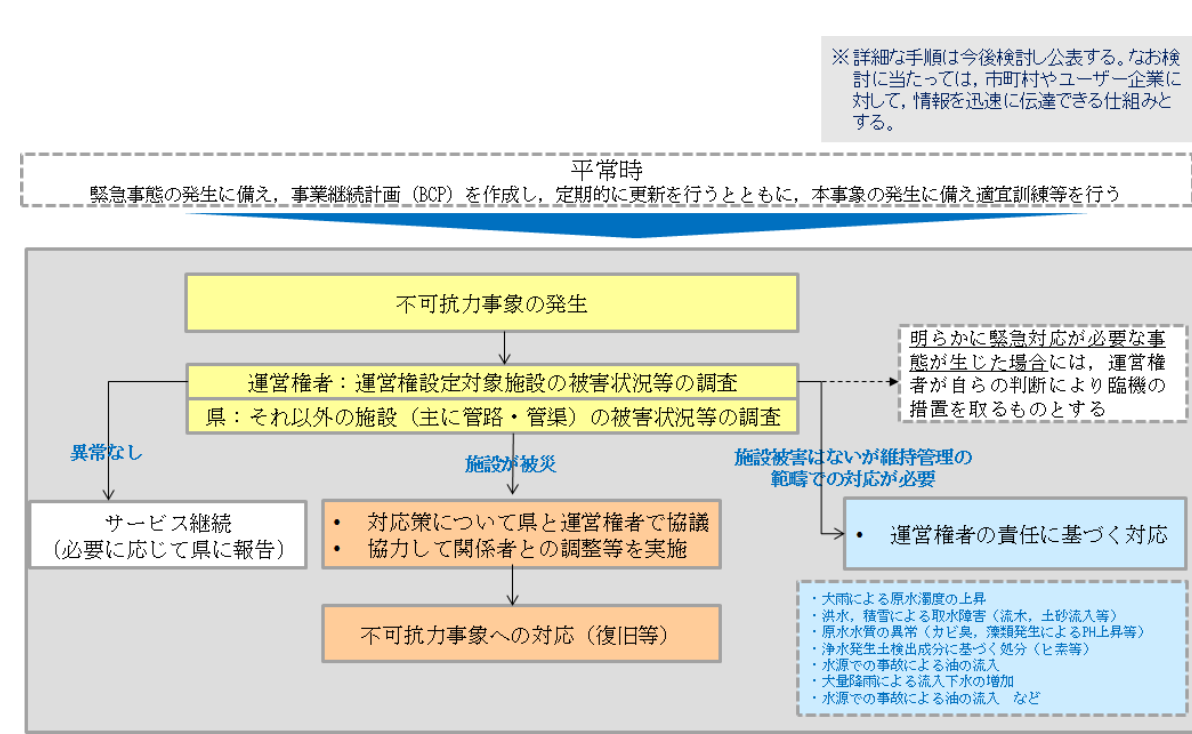 ※詳細な手順は今後検討し公表する。なお検
討に当たっては，市町村やユーザー企業に
対して，情報を迅速に伝達できる仕組みと
する。
平常時
緊急事態の発生に備え，事業継続計画（BCP）を作成し，定期的に更新を行うとともに，本事象の発生に備え適宜訓練等を行う
不可抗力事象の発生
運営権者：運営権設定対象施設の被害状況等の調査
県：それ以外の施設（主に管路・管渠）の被害状況等の調査
明らかに緊急対応が必要な事
態が生じた場合には，運営権
者が自らの判断により臨機の
措置を取るものとする
異常なし
施設が被災
施設被害はないが維持管理の
範疇での対応が必要
サービス継続
（必要に応じて県に報告）
• 対応策について県と運営権者で協議
• 協力して関係者との調整等を実施
• 運営権者の責任に基づく対応
不可抗力事象への対応（復旧等）
・大雨による原水濁度の上昇
・洪水，積雪による取水障害（流木，土砂流入等）
・原水水質の異常（カビ臭，藻類発生によるPH上昇等）
・浄水発生土検出成分に基づく処分（ヒ素等）
・水源での事故による油の流入
・大量降雨による流入下水の増加
・水源での事故による油の流入　など